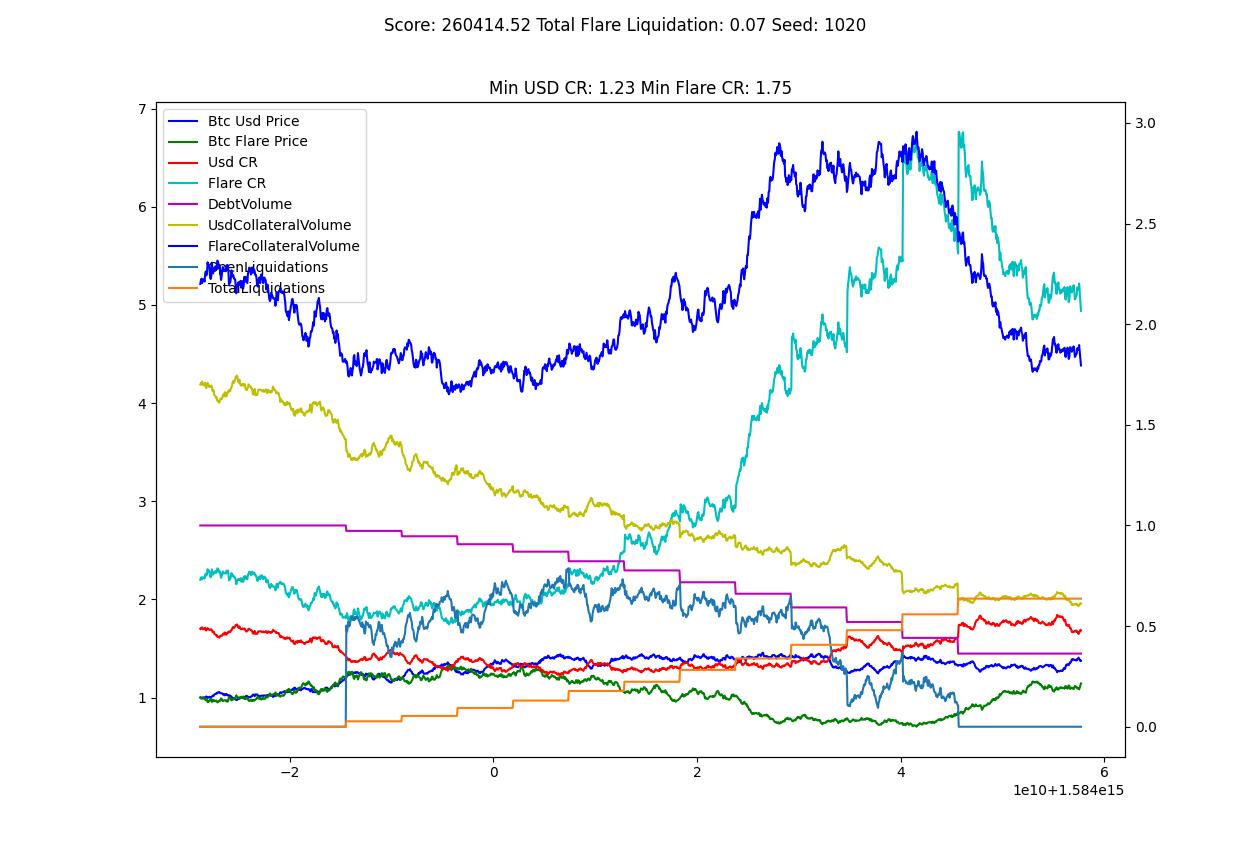 Score: 260414.52 Total Flare Liquidation: 0.07 Seed: 1020
Min USD CR: 1.23 Min Flare CR: 1.75
Btc Usd Price
Btc Flare Price
Usd CR
Flare CR
DebtVolume
UsdCollateralVolume
FlareCollateralVolume
OpenLiquidations
TotalLiquidations
7
6
5
4
3
2
1
3.0
2.5
2.0
1.5
1.0
0.5
0.0
−2 0 2 4 6
1e10+1.584e15